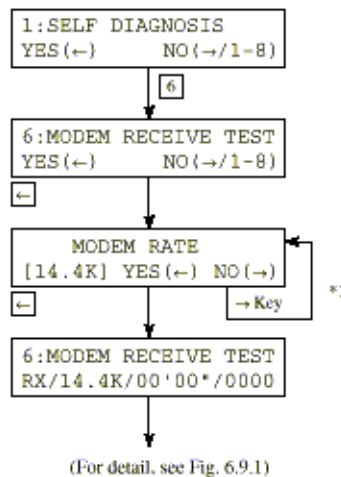 1:SELF DIAGNOSIS
YES(←) NO(→/1-8)
6
6:MODEM RECEIVE TEST
YES(←) NO(→/1-8)
←
MODEM RATE
[14.4K] YES(←) NO(→)
←
→ Key
6:MODEM RECEIVE TEST
RX/14.4K/00'00"/0000
(For detail, see Fig. 6.9.1)